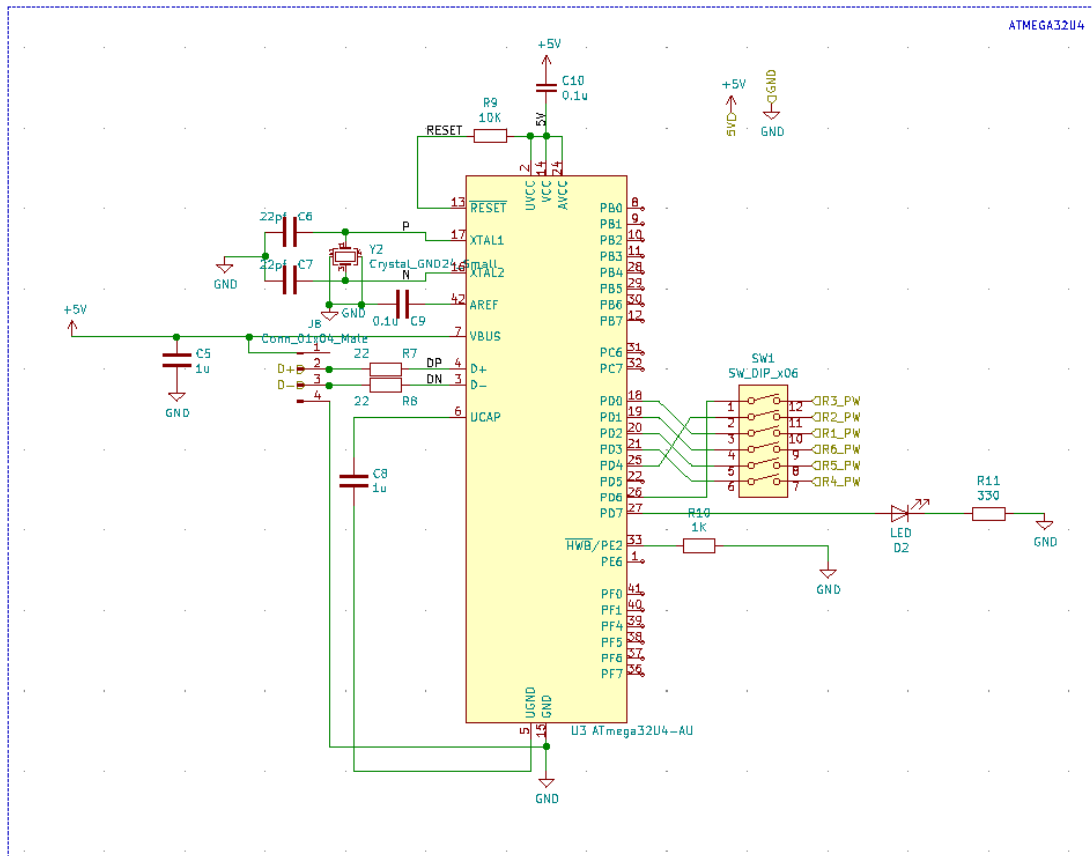 ATMEGA32U4
+5V
C10
0.1u
5V
R9
10K
RESET
+5V
5V
GND
GND
2
14
24
UVCC
VCC
AVCC
13
RESET
17
XTAL1
16
XTAL2
42
AREF
7
VBUS
4
D+
3
D-
6
UCAP
22pf C6
22pf C7
GND
P
N
Y2
Crystal_GND24_Small
GND
0.1u C9
+5V
C5
1u
GND
J8
Conn_01x04_Male
1
2
3
4
D+
D-
22 R7
22 R8
DP
DN
C8
1u
PB0 8
PB1 9
PB2 10
PB3 11
PB4 28
PB5 29
PB6 30
PB7 12
PC6 31
PC7 32
PD0 18
PD1 19
PD2 20
PD3 21
PD4 25
PD5 22
PD6 26
PD7 27
HWB/PE2 33
PE6 1
PF0 41
PF1 40
PF4 39
PF5 38
PF6 37
PF7 36
SW1
SW_DIP_x06
1 12 R3_PW
2 11 R2_PW
3 10 R1_PW
4 9 R6_PW
5 8 R5_PW
6 7 R4_PW
LED
D2
R11
330
GND
R10
1K
GND
UGND
GND
5
15
U3 ATmega32U4-AU
GND